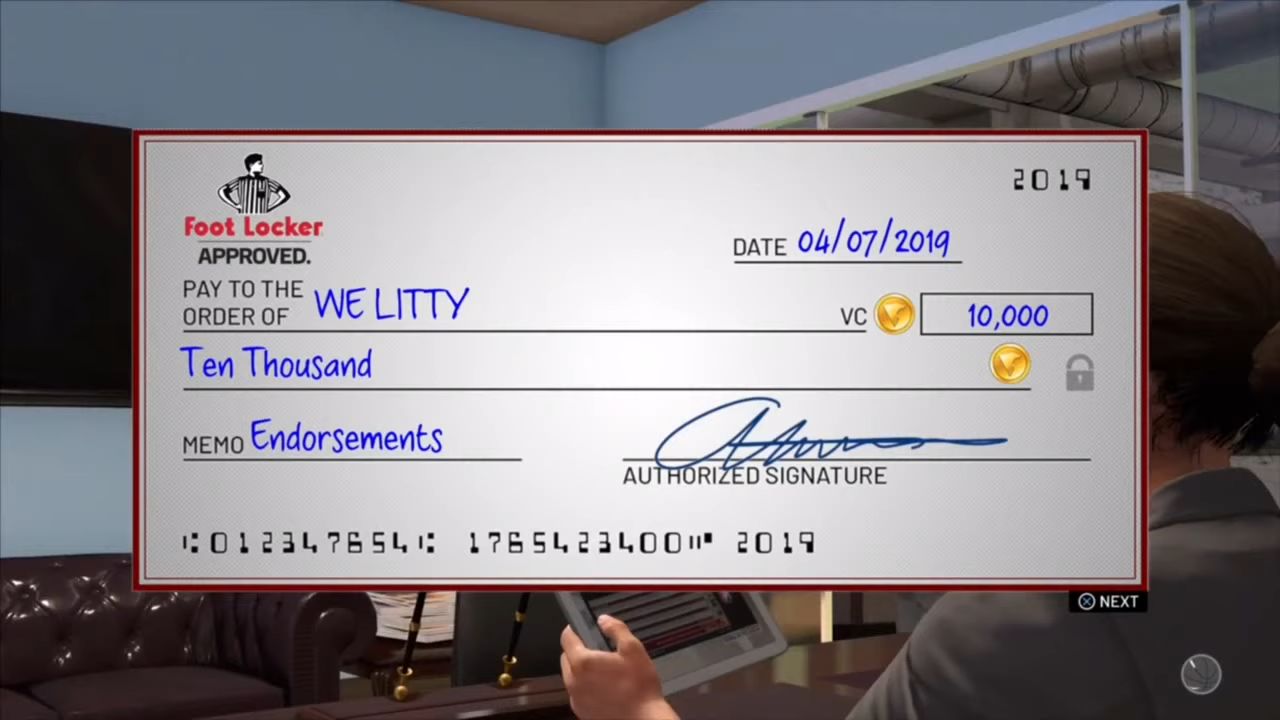 2019
Foot Locker
APPROVED.
DATE 04/07/2019
PAY TO THE ORDER OF WE LITTY
VC 10,000
Ten Thousand
MEMO Endorsements
AUTHORIZED SIGNATURE
⑆012347654⑆ 1765423400⑈ 2019
NEXT